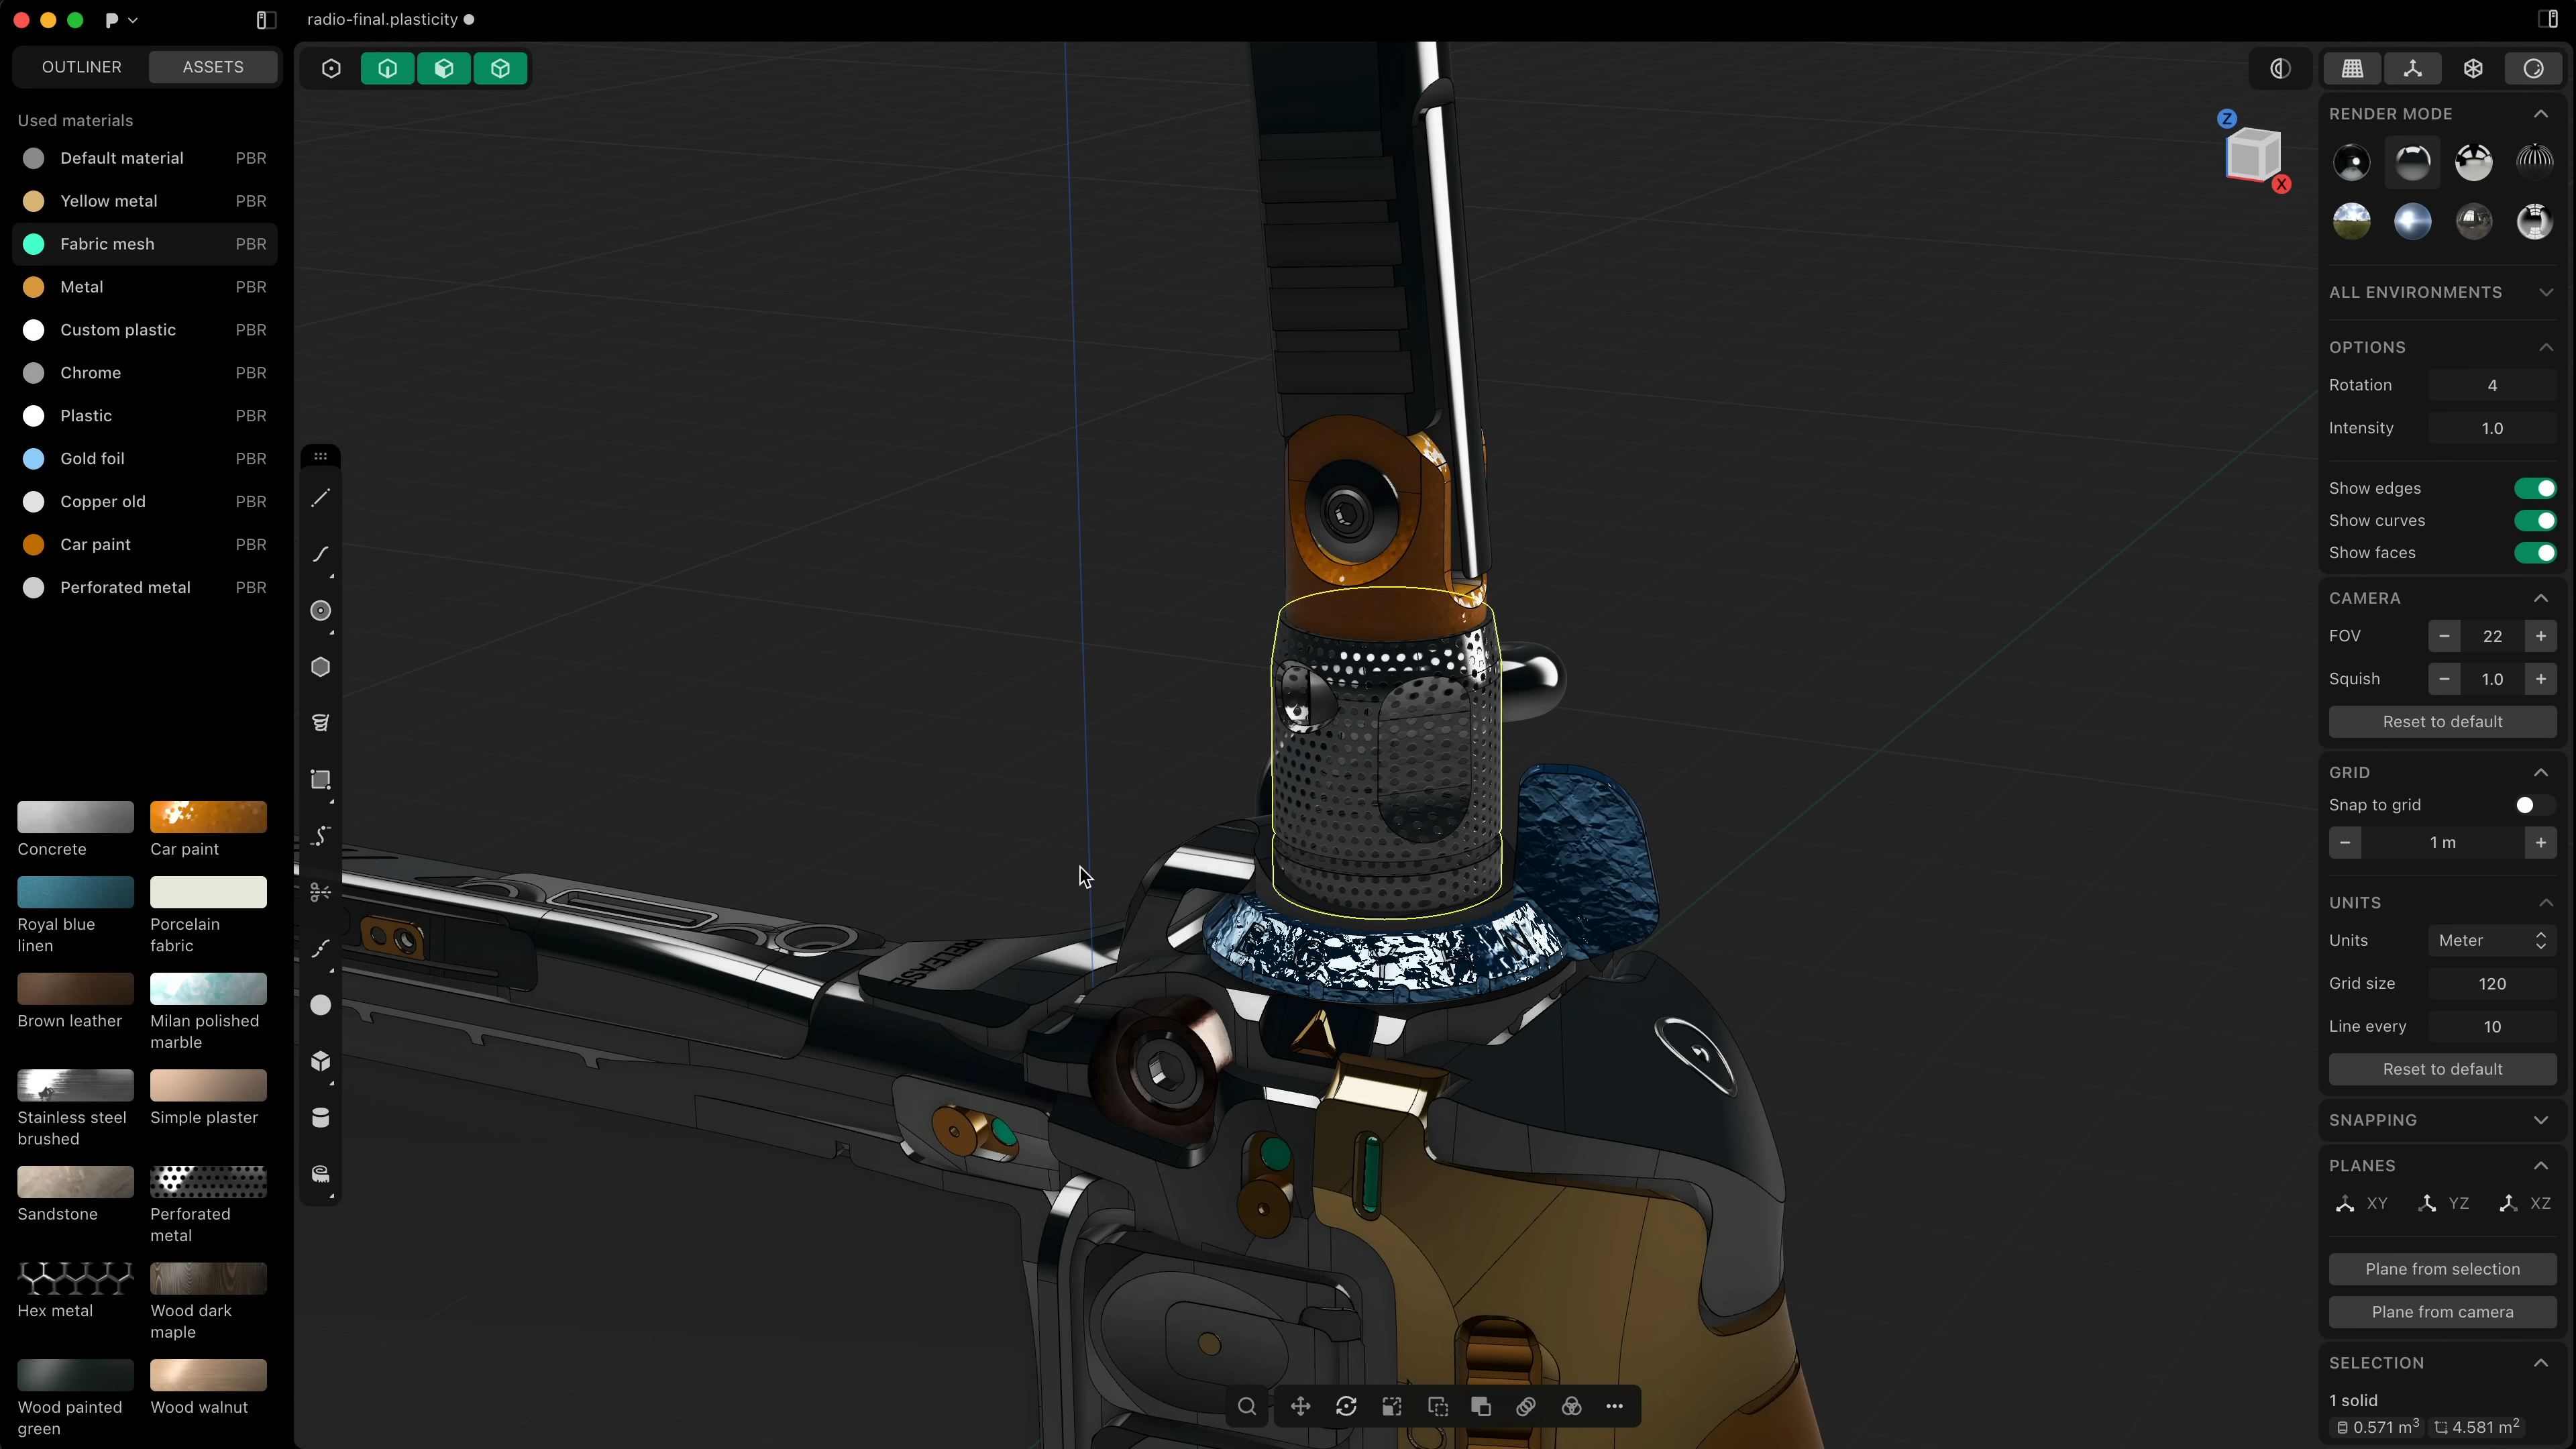 radio-final.plasticity
OUTLINER
ASSETS
Used materials
Default material PBR
Yellow metal PBR
Fabric mesh PBR
Metal PBR
Custom plastic PBR
Chrome PBR
Plastic PBR
Gold foil PBR
Copper old PBR
Car paint PBR
Perforated metal PBR
Concrete
Car paint
Royal blue
linen
Porcelain
fabric
Brown leather
Milan polished
marble
Stainless steel
brushed
Simple plaster
Sandstone
Perforated
metal
Hex metal
Wood dark
maple
Wood painted
green
Wood walnut
RELEASE
N
Z
X
RENDER MODE
ALL ENVIRONMENTS
OPTIONS
Rotation 4
Intensity 1.0
Show edges
Show curves
Show faces
CAMERA
FOV − 22 +
Squish − 1.0 +
Reset to default
GRID
Snap to grid
− 1 m +
UNITS
Units Meter
Grid size 120
Line every 10
Reset to default
SNAPPING
PLANES
XY YZ XZ
Plane from selection
Plane from camera
SELECTION
1 solid
0.571 m³ 4.581 m²